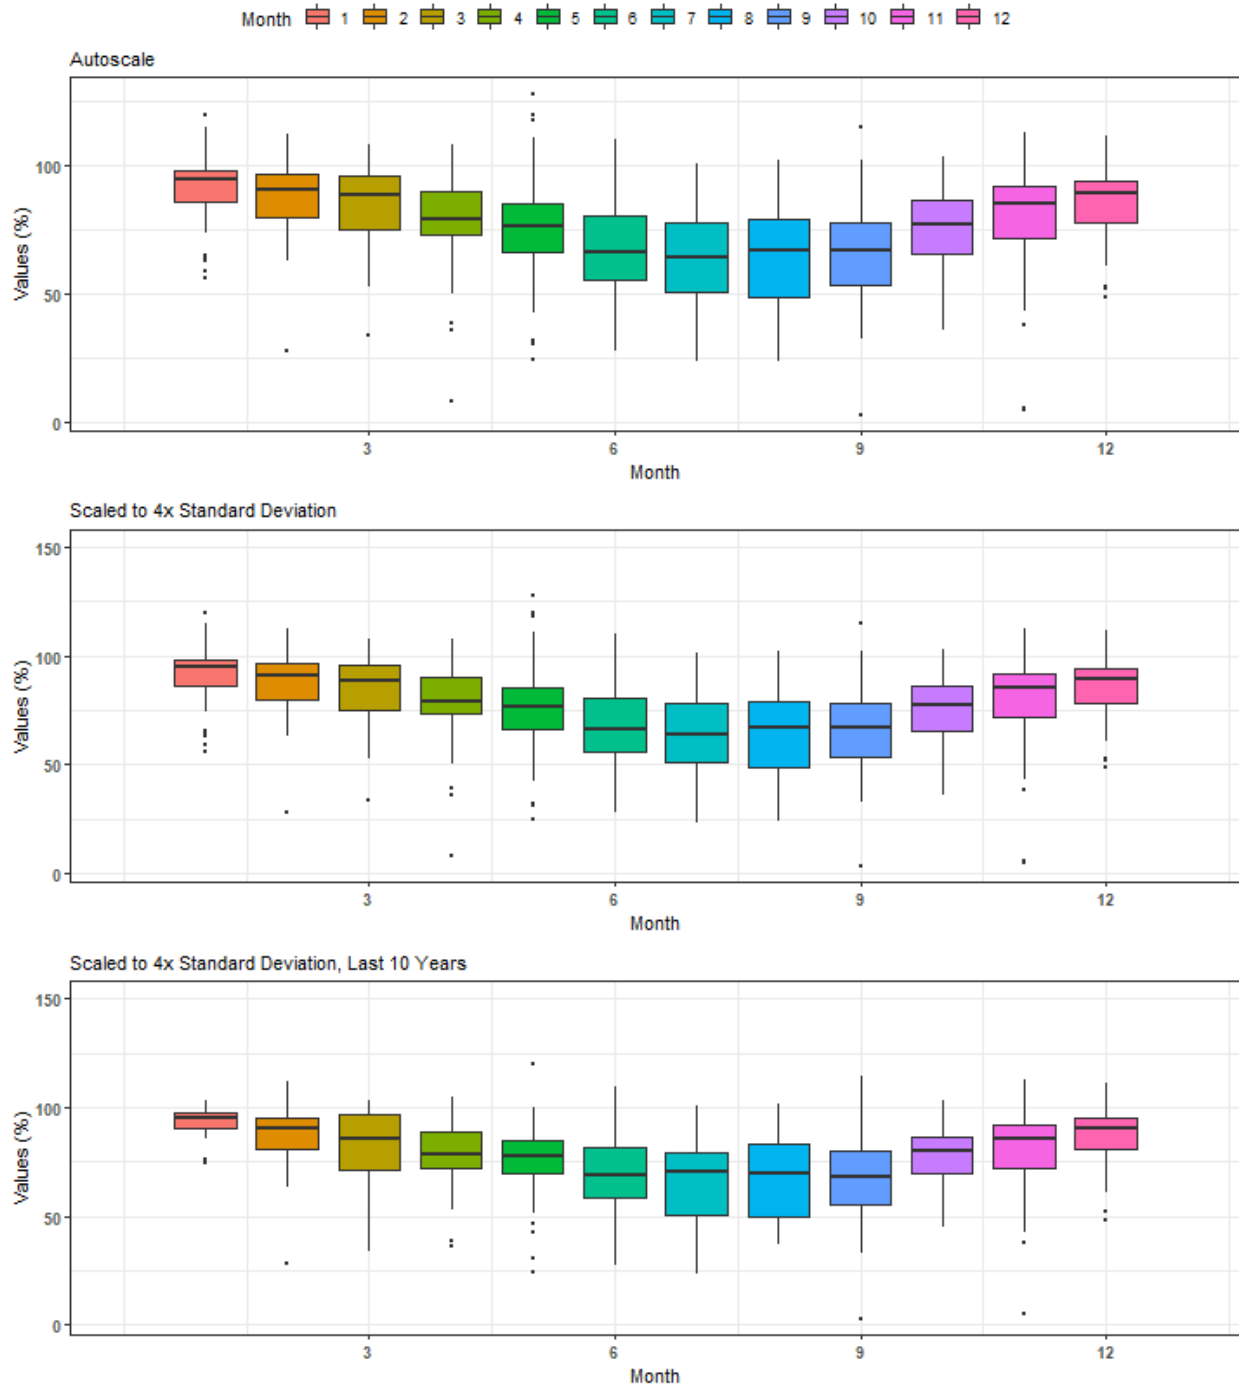 Month 1 2 3 4 5 6 7 8 9 10 11 12
Autoscale
Values (%)
100
50
0
3 6 9 12
Month
Scaled to 4x Standard Deviation
Values (%)
150
100
50
0
3 6 9 12
Month
Scaled to 4x Standard Deviation, Last 10 Years
Values (%)
150
100
50
0
3 6 9 12
Month